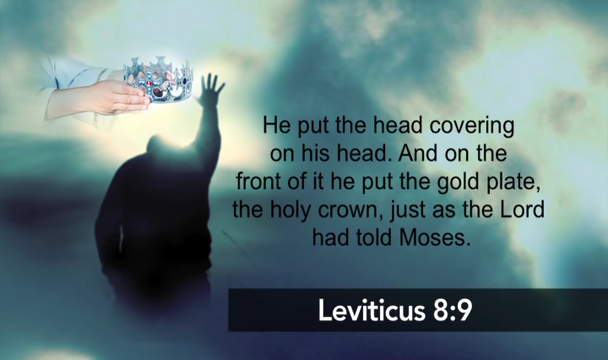 He put the head covering
on his head. And on the
front of it he put the gold plate,
the holy crown, just as the Lord
had told Moses.
Leviticus 8:9